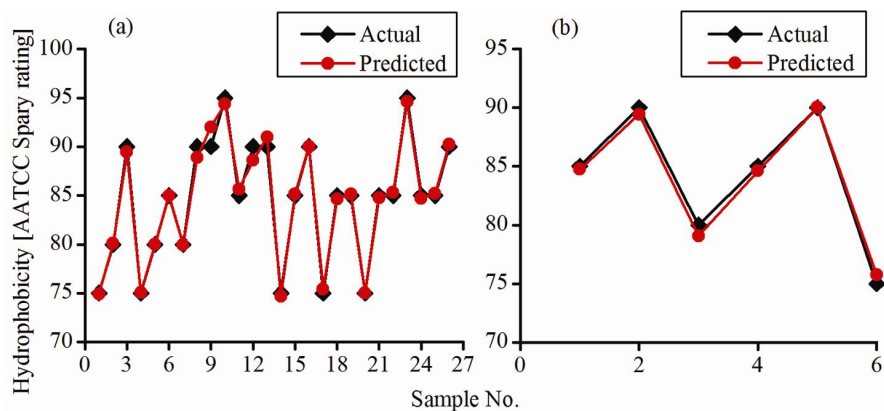 Hydrophobicity [AATCC Spary rating]
(a)
Actual
Predicted
100
95
90
85
80
75
70
0 3 6 9 12 15 18 21 24 27
(b)
Actual
Predicted
95
90
85
80
75
70
0 2 4 6
Sample No.